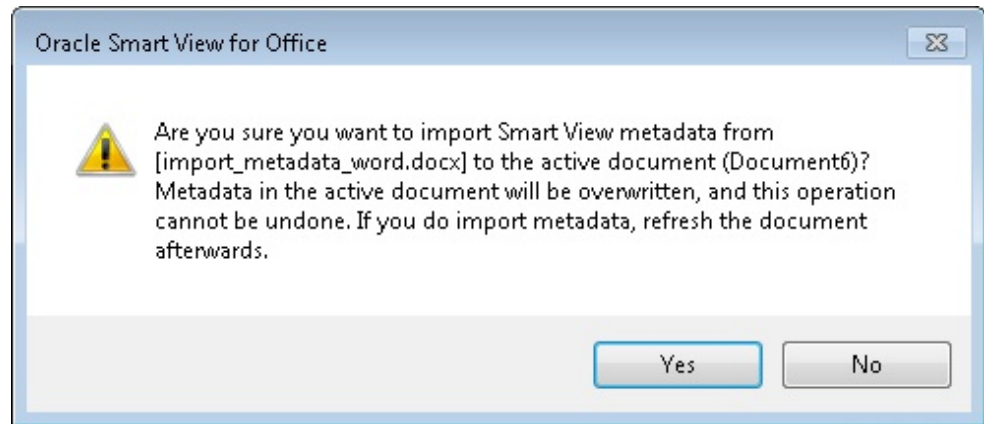 Oracle Smart View for Office
Are you sure you want to import Smart View metadata from
[import_metadata_word.docx] to the active document (Document6)?
Metadata in the active document will be overwritten, and this operation
cannot be undone. If you do import metadata, refresh the document
afterwards.
Yes No